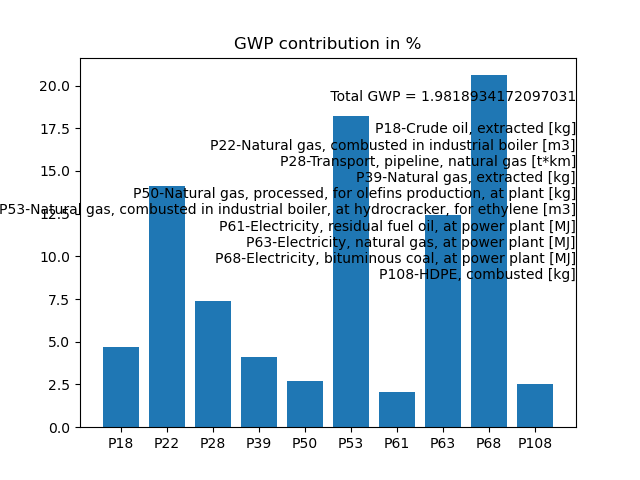 GWP contribution in %
20.0
Total GWP = 1.9818934172097031
17.5
P18-Crude oil, extracted [kg]
P22-Natural gas, combusted in industrial boiler [m3]
15.0
P28-Transport, pipeline, natural gas [t*km]
P39-Natural gas, extracted [kg]
P50-Natural gas, processed, for olefins production, at plant [kg]
12.5
P53-Natural gas, combusted in industrial boiler, at hydrocracker, for ethylene [m3]
P61-Electricity, residual fuel oil, at power plant [MJ]
P63-Electricity, natural gas, at power plant [MJ]
10.0
P68-Electricity, bituminous coal, at power plant [MJ]
P108-HDPE, combusted [kg]
7.5
5.0
2.5
0.0
P18 P22 P28 P39 P50 P53 P61 P63 P68 P108